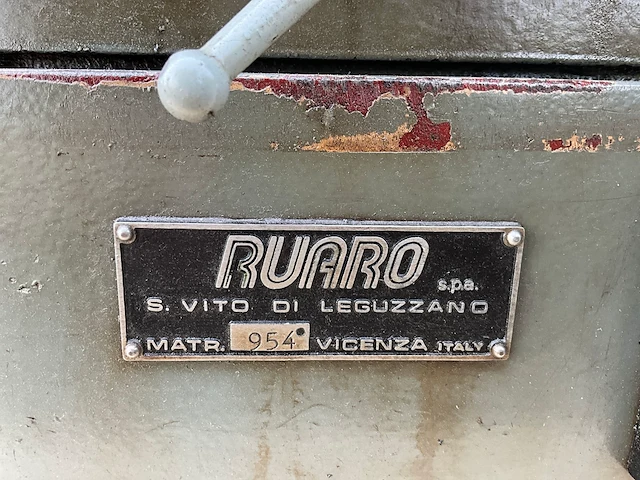 RUARO s.p.a.
S. VITO DI LEGUZZANO
MATR. 954 VICENZA ITALY